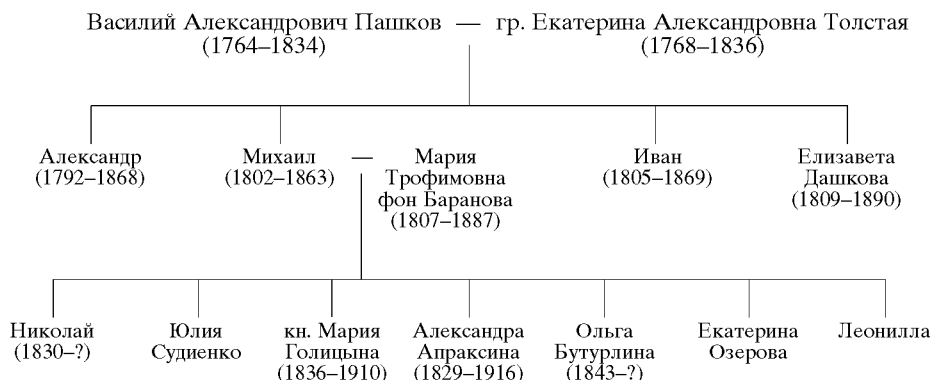 Василий Александрович Пашков — гр. Екатерина Александровна Толстая
(1764–1834) (1768–1836)
Александр
(1792–1868)
Михаил —
(1802–1863)
Мария
Трофимовна
фон Баранова
(1807–1887)
Иван
(1805–1869)
Елизавета
Дашкова
(1809–1890)
Николай
(1830–?)
Юлия
Судиенко
кн. Мария
Голицына
(1836–1910)
Александра
Апраксина
(1829–1916)
Ольга
Бутурлина
(1843–?)
Екатерина
Озерова
Леонилла